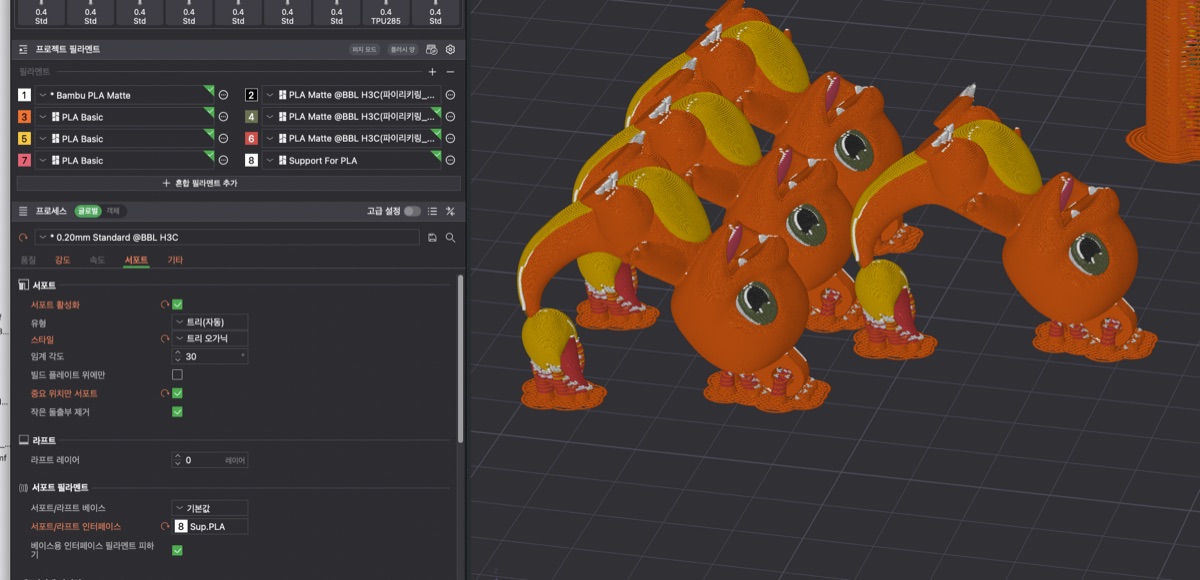 0.4 0.4 0.4 0.4 0.4 0.4 0.4 0.4 0.4
Std Std Std Std Std Std Std TPU285 Std
프로젝트 필라멘트
퍼지 모드 플러시 양
필라멘트
1 * Bambu PLA Matte
2 PLA Matte @BBL H3C(파이리키링_...
3 PLA Basic
4 PLA Matte @BBL H3C(파이리키링_...
5 PLA Basic
6 PLA Matte @BBL H3C(파이리키링_...
7 PLA Basic
8 Support For PLA
+ 혼합 필라멘트 추가
프로세스 글로벌 객체 고급 설정
* 0.20mm Standard @BBL H3C
품질 강도 속도 서포트 기타
서포트
서포트 활성화
유형 트리(자동)
스타일 트리 오가닉
임계 각도 30 °
빌드 플레이트 위에만
중요 위치만 서포트
작은 돌출부 제거
라프트
라프트 레이어 0 레이어
서포트 필라멘트
서포트/라프트 베이스 기본값
서포트/라프트 인터페이스 8 Sup.PLA
베이스용 인터페이스 필라멘트 피하
기